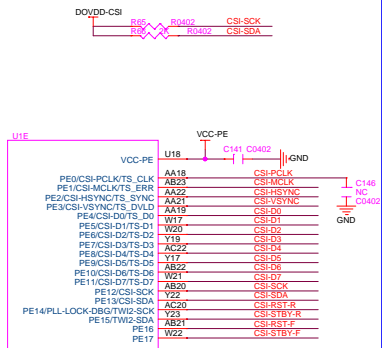 DOVDD-CSI
R65 R0402 CSI-SCK
R66 2K R0402 CSI-SDA
U1E
VCC-PE
VCC-PE U18 C141 C0402 GND
PE0/CSI-PCLK/TS_CLK AA18 CSI-PCLK
PE1/CSI-MCLK/TS_ERR AB23 CSI-MCLK
PE2/CSI-HSYNC/TS_SYNC AA22 CSI-HSYNC
PE3/CSI-VSYNC/TS_DVLD AA21 CSI-VSYNC
PE4/CSI-D0/TS_D0 AA19 CSI-D0
PE5/CSI-D1/TS-D1 W17 CSI-D1
PE6/CSI-D2/TS-D2 W20 CSI-D2
PE7/CSI-D3/TS-D3 Y19 CSI-D3
PE8/CSI-D4/TS-D4 AC22 CSI-D4
PE9/CSI-D5/TS-D5 Y17 CSI-D5
PE10/CSI-D6/TS-D6 AB22 CSI-D6
PE11/CSI-D7/TS-D7 W21 CSI-D7
PE12/CSI-SCK AB20 CSI-SCK
PE13/CSI-SDA Y22 CSI-SDA
PE14/PLL-LOCK-DBG/TWI2-SCK AC20 CSI-RST-R
PE15/TWI2-SDA Y23 CSI-STBY-R
PE16 AB21 CSI-RST-F
PE17 W22 CSI-STBY-F
C146
NC
C0402
GND